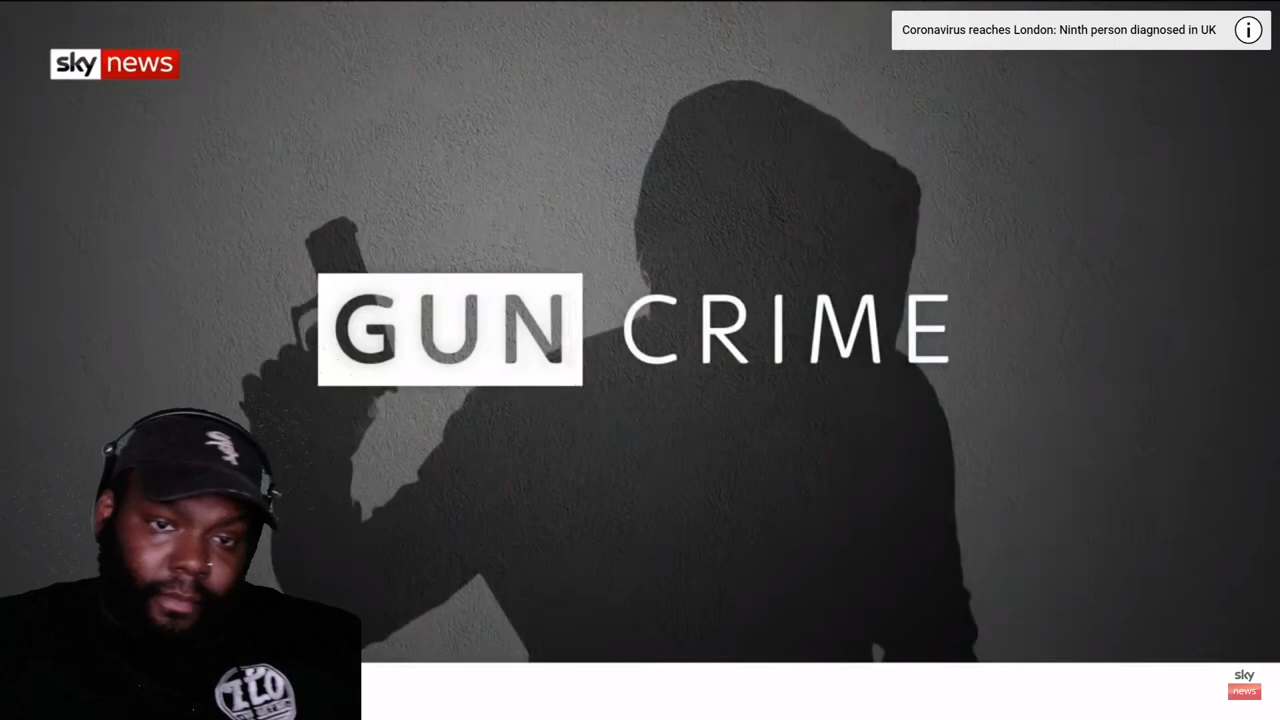 Coronavirus reaches London: Ninth person diagnosed in UK
sky news
GUN CRIME
sky
news